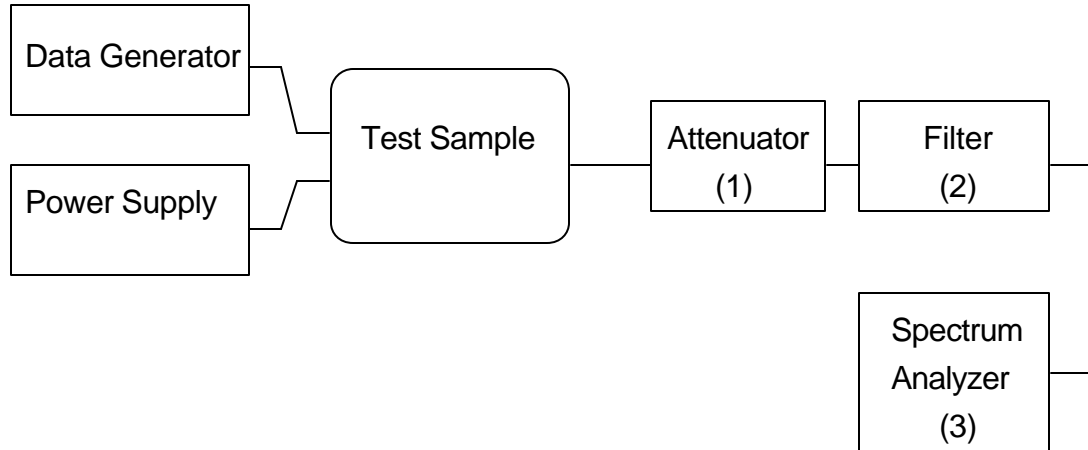 Data Generator
Power Supply
Test Sample
Attenuator
(1)
Filter
(2)
Spectrum
Analyzer
(3)